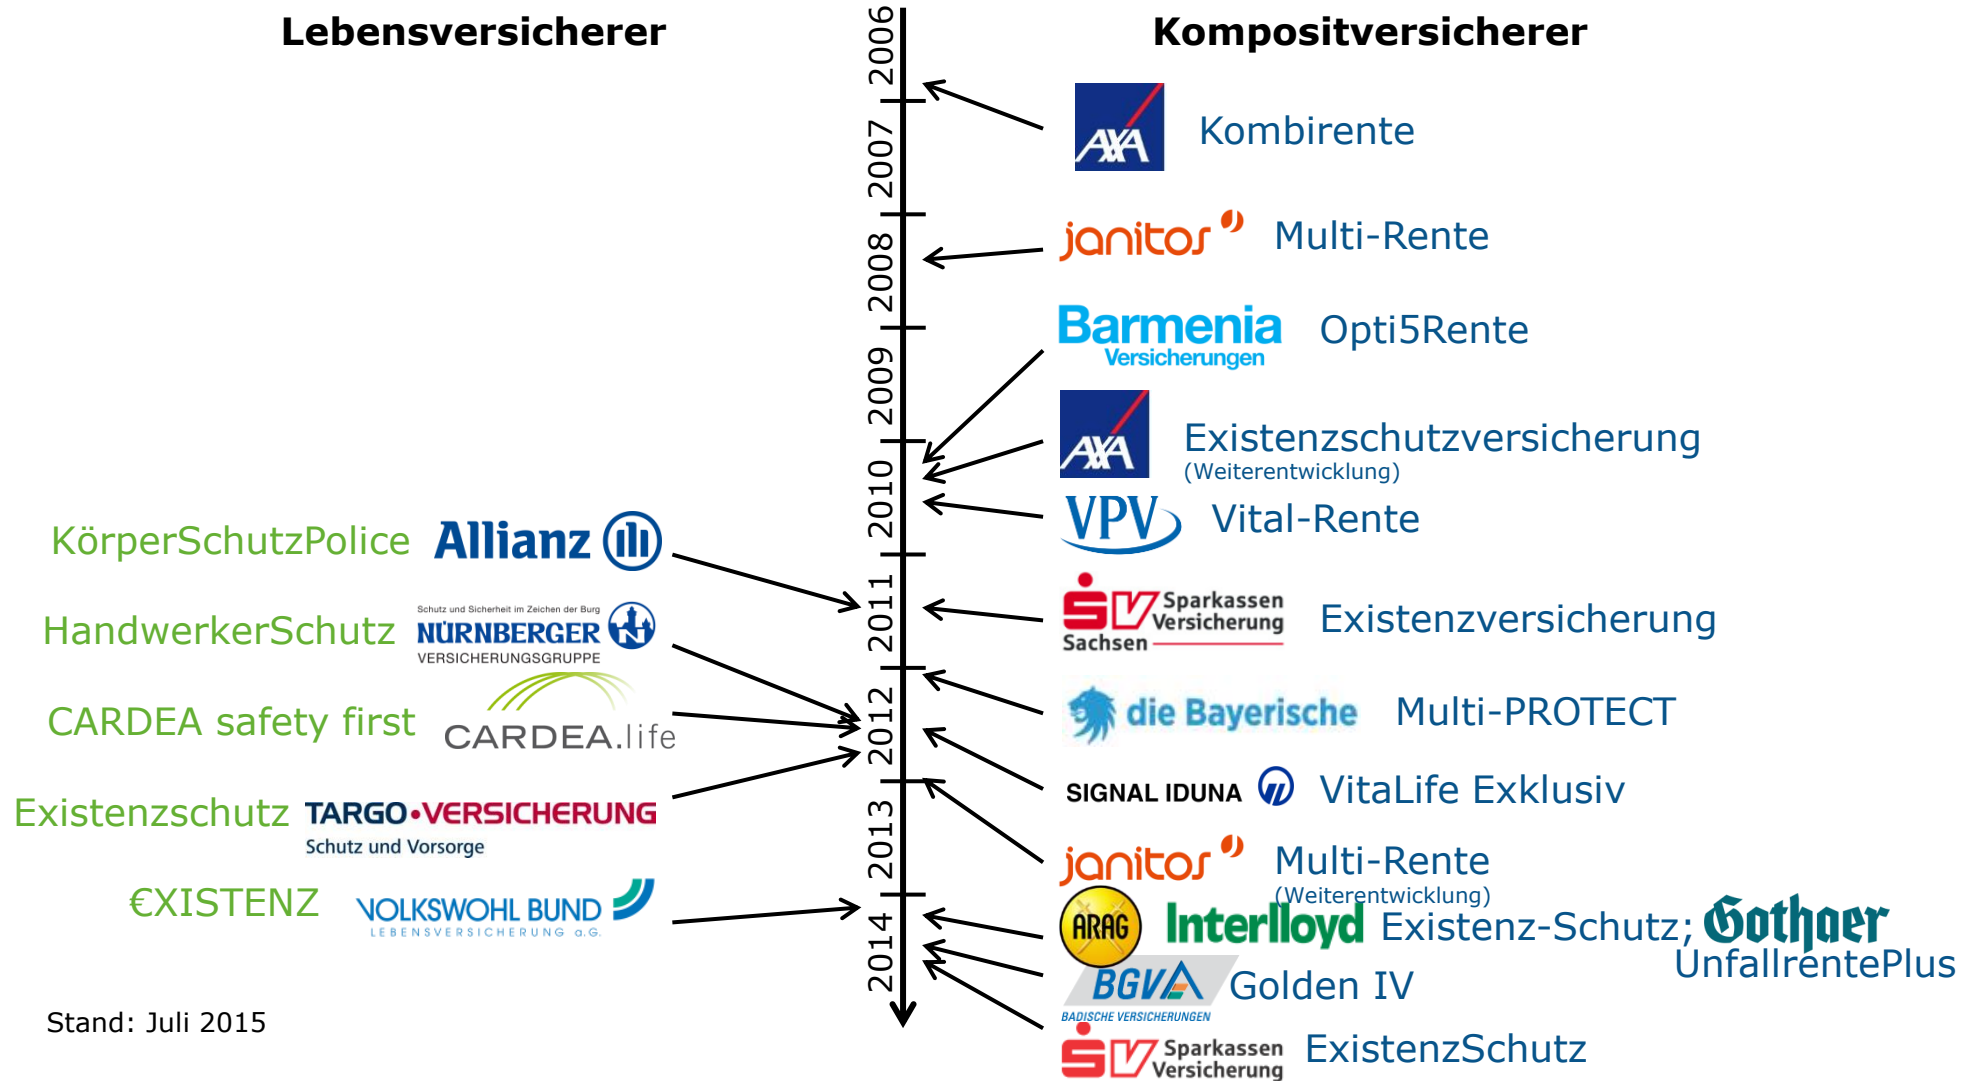 Lebensversicherer
Kompositversicherer
2006
2007
2008
2009
2010
2011
2012
2013
2014
AXA Kombirente
janitos Multi-Rente
Barmenia Opti5Rente
Versicherungen
AXA Existenzschutzversicherung
(Weiterentwicklung)
VPV Vital-Rente
KörperSchutzPolice Allianz
Sparkassen
Versicherung
Sachsen
Existenzversicherung
Schutz und Sicherheit im Zeichen der Burg
HandwerkerSchutz NÜRNBERGER
VERSICHERUNGSGRUPPE
die Bayerische Multi-PROTECT
CARDEA safety first CARDEA.life
SIGNAL IDUNA VitaLife Exklusiv
Existenzschutz TARGO•VERSICHERUNG
Schutz und Vorsorge
janitos Multi-Rente
(Weiterentwicklung)
€XISTENZ VOLKSWOHL BUND
LEBENSVERSICHERUNG a.G.
ARAG Interlloyd Existenz-Schutz; Gothaer
UnfallrentePlus
BGV Golden IV
BADISCHE VERSICHERUNGEN
Sparkassen
Versicherung
ExistenzSchutz
Stand: Juli 2015